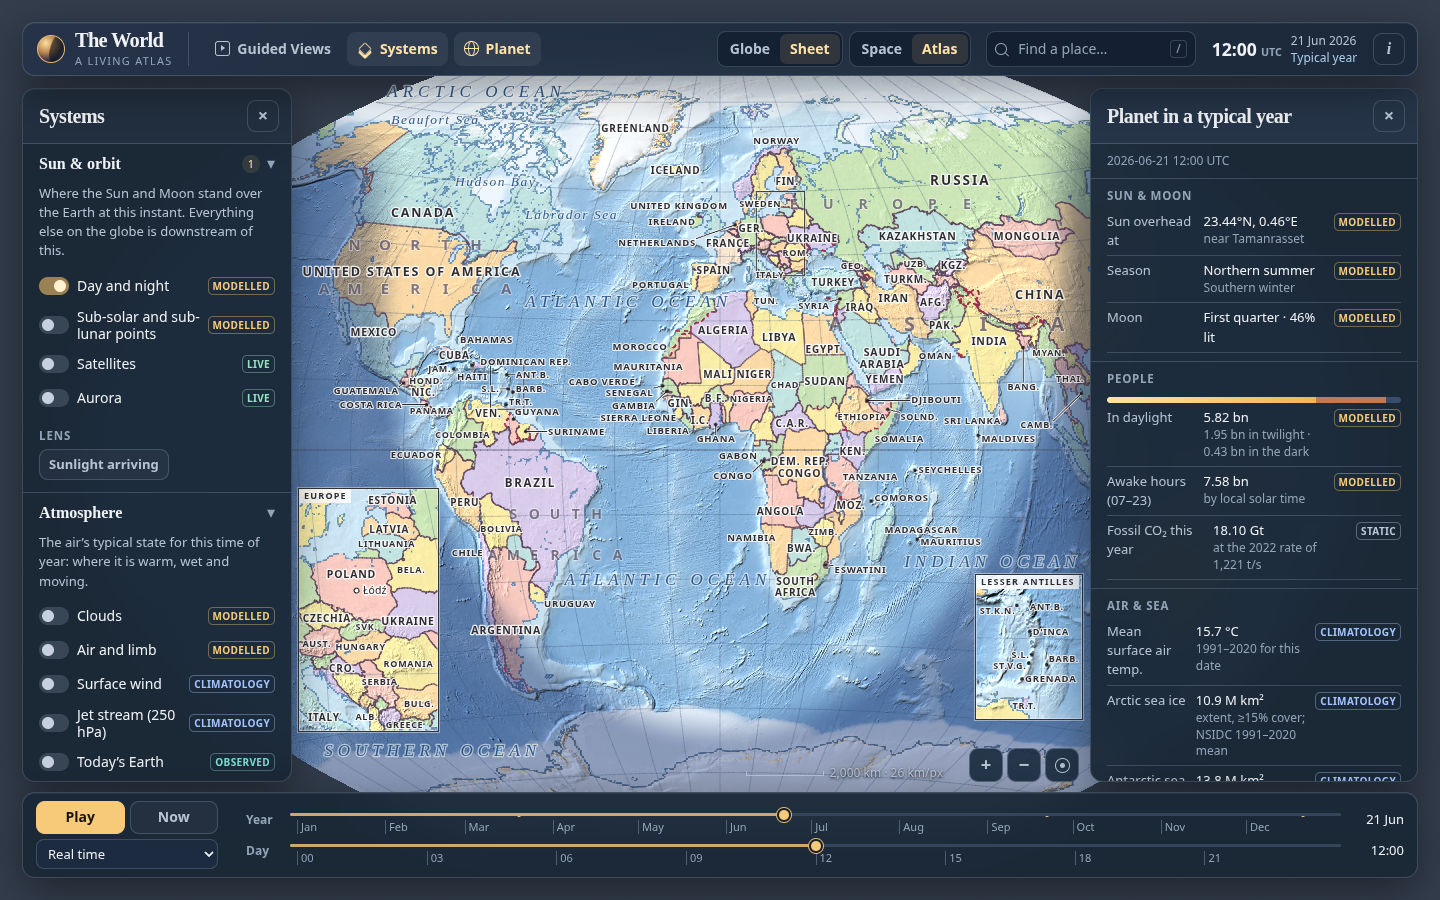 The World
A LIVING ATLAS
Guided Views
Systems
Planet
Globe
Sheet
Space
Atlas
Find a place...
/
12:00 UTC
21 Jun 2026
Typical year
i
Systems
×
Sun & orbit
1
Where the Sun and Moon stand over
the Earth at this instant. Everything
else on the globe is downstream of
this.
Day and night
MODELLED
Sub-solar and sub-
lunar points
MODELLED
Satellites
LIVE
Aurora
LIVE
LENS
Sunlight arriving
Atmosphere
The air's typical state for this time of
year: where it is warm, wet and
moving.
Clouds
MODELLED
Air and limb
MODELLED
Surface wind
CLIMATOLOGY
Jet stream (250
hPa)
CLIMATOLOGY
Today's Earth
OBSERVED
ARCTIC OCEAN
Beaufort Sea
GREENLAND
NORWAY
ICELAND
Hudson Bay
FIN.
RUSSIA
CANADA
Labrador Sea
UNITED KINGDOM
SWEDEN
EUROPE
IRELAND
NETHERLANDS
GER.
FRANCE
UKRAINE
KAZAKHSTAN
MONGOLIA
NORTH
AMERICA
UNITED STATES OF AMERICA
ROM.
SPAIN
ITALY
GEO.
UZB.
KGZ.
PORTUGAL
TURKEY
TURKM.
ATLANTIC OCEAN
TUN.
SYRIA
IRAQ
IRAN
AFG.
CHINA
ASIA
MEXICO
BAHAMAS
MOROCCO
ALGERIA
LIBYA
EGYPT
PAK.
INDIA
CUBA
DOMINICAN REP.
MAURITANIA
SAUDI
ARABIA
OMAN
MYAN.
JAM.
HAITI
ANT.B.
CABO VERDE
MALI
NIGER
CHAD
SUDAN
YEMEN
BANG.
THAI.
HOND.
NIC.
GUATEMALA
S.L.
BARB.
SENEGAL
GAMBIA
GIN.
B.F.
NIGERIA
DJIBOUTI
COSTA RICA
PANAMA
TR.T.
VEN.
GUYANA
SIERRA LEONE
I.C.
C.A.R.
ETHIOPIA
SOLND.
SRI LANKA
CAMB.
COLOMBIA
SURINAME
LIBERIA
GHANA
SOMALIA
MALDIVES
ECUADOR
GABON
CONGO
DEM. REP.
CONGO
KEN.
TANZANIA
SEYCHELLES
BRAZIL
PERU
SOUTH
AMERICA
ANGOLA
MOZ.
COMOROS
BOLIVIA
NAMIBIA
ZIMB.
MADAGASCAR
MAURITIUS
CHILE
BWA.
ESWATINI
INDIAN OCEAN
ATLANTIC OCEAN
SOUTH
AFRICA
URUGUAY
ARGENTINA
SOUTHERN OCEAN
EUROPE
ESTONIA
LATVIA
LITHUANIA
BELA.
POLAND
Łódź
CZECHIA
SVK.
UKRAINE
AUST.
HUNGARY
CRO.
ROMANIA
SERBIA
BULG.
ITALY
ALB.
GREECE
LESSER ANTILLES
ST.K.N.
ANT.B.
D'INCA
S.L.
ST.V.G.
BARB.
GRENADA
TR.T.
2,000 km · 26 km/px
+
−
Planet in a typical year
×
2026-06-21 12:00 UTC
SUN & MOON
Sun overhead
at
23.44°N, 0.46°E
near Tamanrasset
MODELLED
Season
Northern summer
Southern winter
MODELLED
Moon
First quarter · 46%
lit
MODELLED
PEOPLE
In daylight
5.82 bn
1.95 bn in twilight ·
0.43 bn in the dark
MODELLED
Awake hours
(07–23)
7.58 bn
by local solar time
MODELLED
Fossil CO₂ this
year
18.10 Gt
at the 2022 rate of
1,221 t/s
STATIC
AIR & SEA
Mean
surface air
temp.
15.7 °C
1991–2020 for this
date
CLIMATOLOGY
Arctic sea ice
10.9 M km²
extent, ≥15% cover;
NSIDC 1991–2020
mean
CLIMATOLOGY
Antarctic sea
13.8 M km²
CLIMATOLOGY
Play
Now
Real time
Year
Jan
Feb
Mar
Apr
May
Jun
Jul
Aug
Sep
Oct
Nov
Dec
21 Jun
Day
00
03
06
09
12
15
18
21
12:00